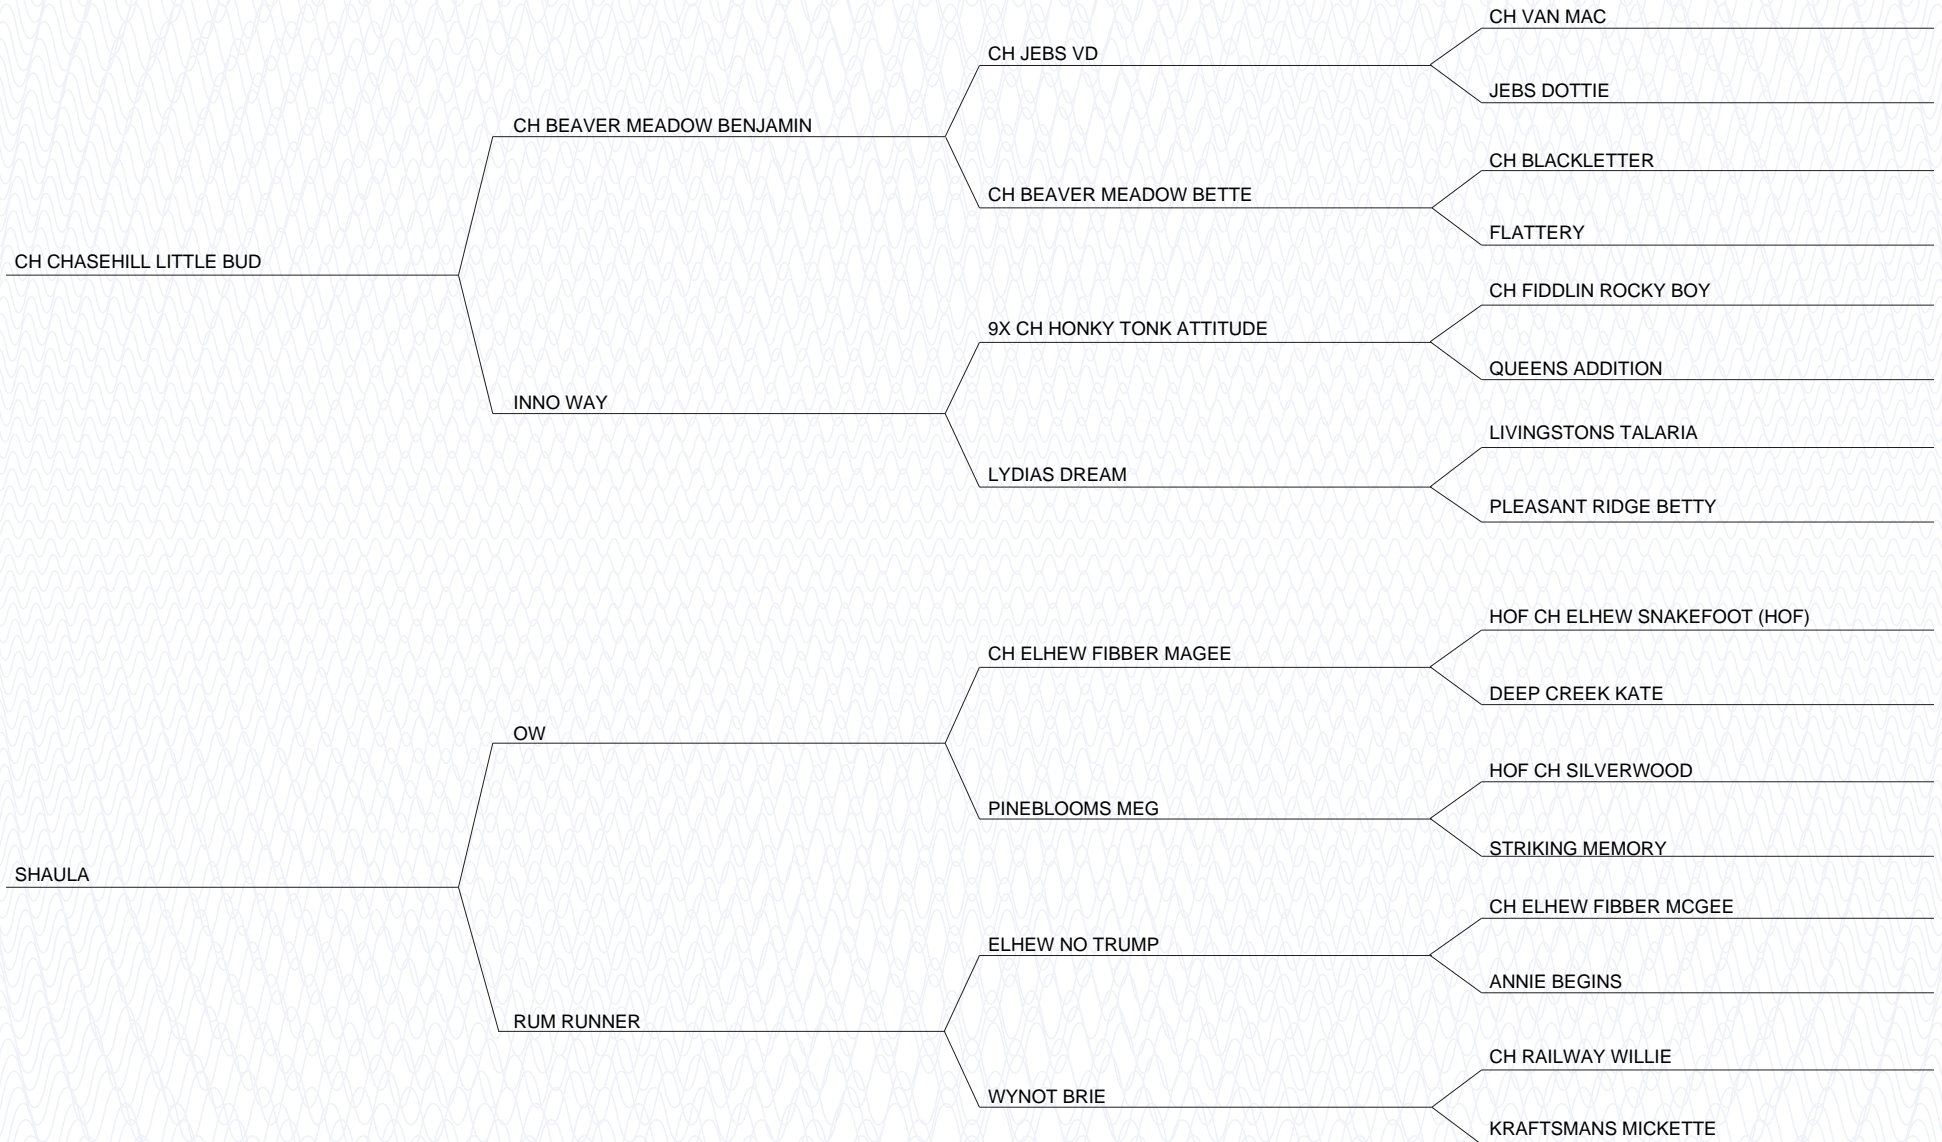 CH VAN MAC
CH JEBS VD
JEBS DOTTIE
CH BEAVER MEADOW BENJAMIN
CH BLACKLETTER
CH BEAVER MEADOW BETTE
FLATTERY
CH CHASEHILL LITTLE BUD
CH FIDDLIN ROCKY BOY
9X CH HONKY TONK ATTITUDE
QUEENS ADDITION
INNO WAY
LIVINGSTONS TALARIA
LYDIAS DREAM
PLEASANT RIDGE BETTY
HOF CH ELHEW SNAKEFOOT (HOF)
CH ELHEW FIBBER MAGEE
DEEP CREEK KATE
OW
HOF CH SILVERWOOD
PINEBLOOMS MEG
STRIKING MEMORY
SHAULA
CH ELHEW FIBBER MCGEE
ELHEW NO TRUMP
ANNIE BEGINS
RUM RUNNER
CH RAILWAY WILLIE
WYNOT BRIE
KRAFTSMANS MICKETTE